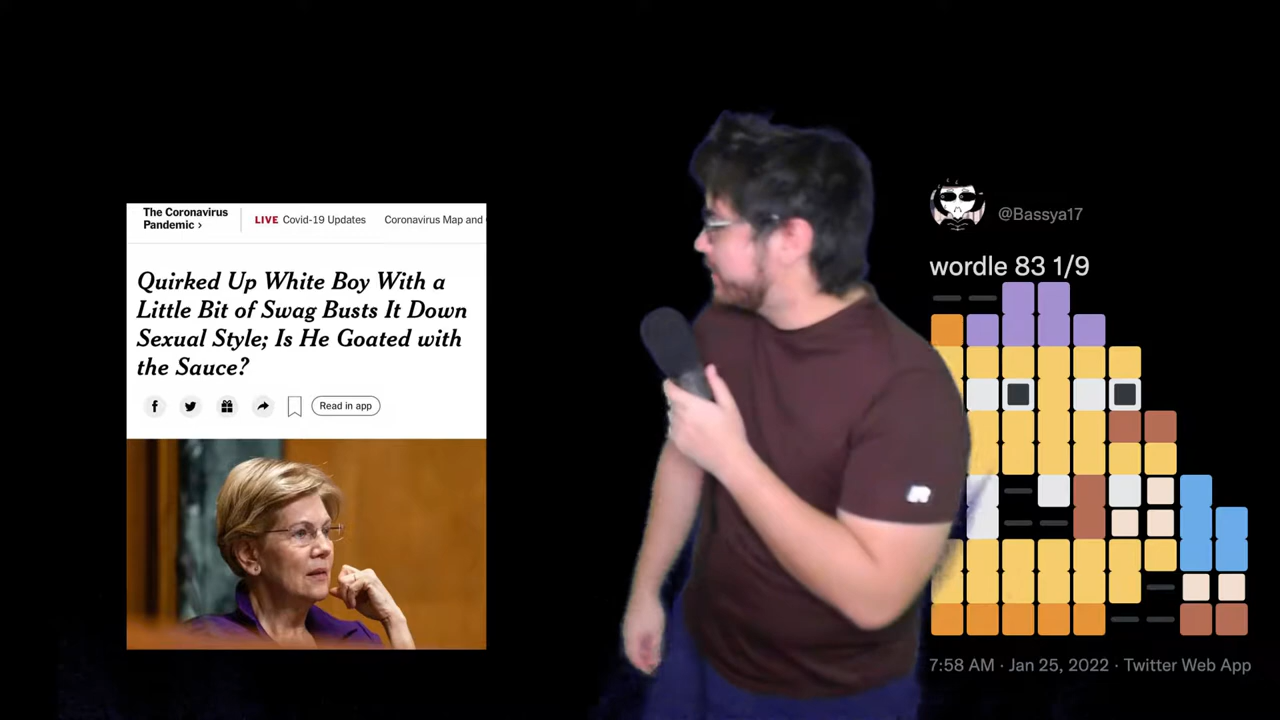 The Coronavirus
Pandemic >
LIVE Covid-19 Updates
Coronavirus Map and
Quirked Up White Boy With a
Little Bit of Swag Busts It Down
Sexual Style; Is He Goated with
the Sauce?
Read in app
@Bassya17
wordle 83 1/9
7:58 AM · Jan 25, 2022 · Twitter Web App